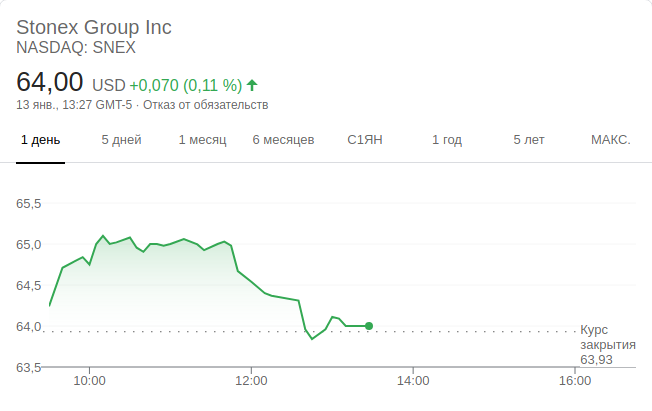 Stonex Group Inc
NASDAQ: SNEX
64,00 USD +0,070 (0,11 %)
13 янв., 13:27 GMT-5 · Отказ от обязательств
1 день 5 дней 1 месяц 6 месяцев С1ЯН 1 год 5 лет МАКС.
65,5
65,0
64,5
64,0
63,5
Курс
закрытия
63,93
10:00 12:00 14:00 16:00